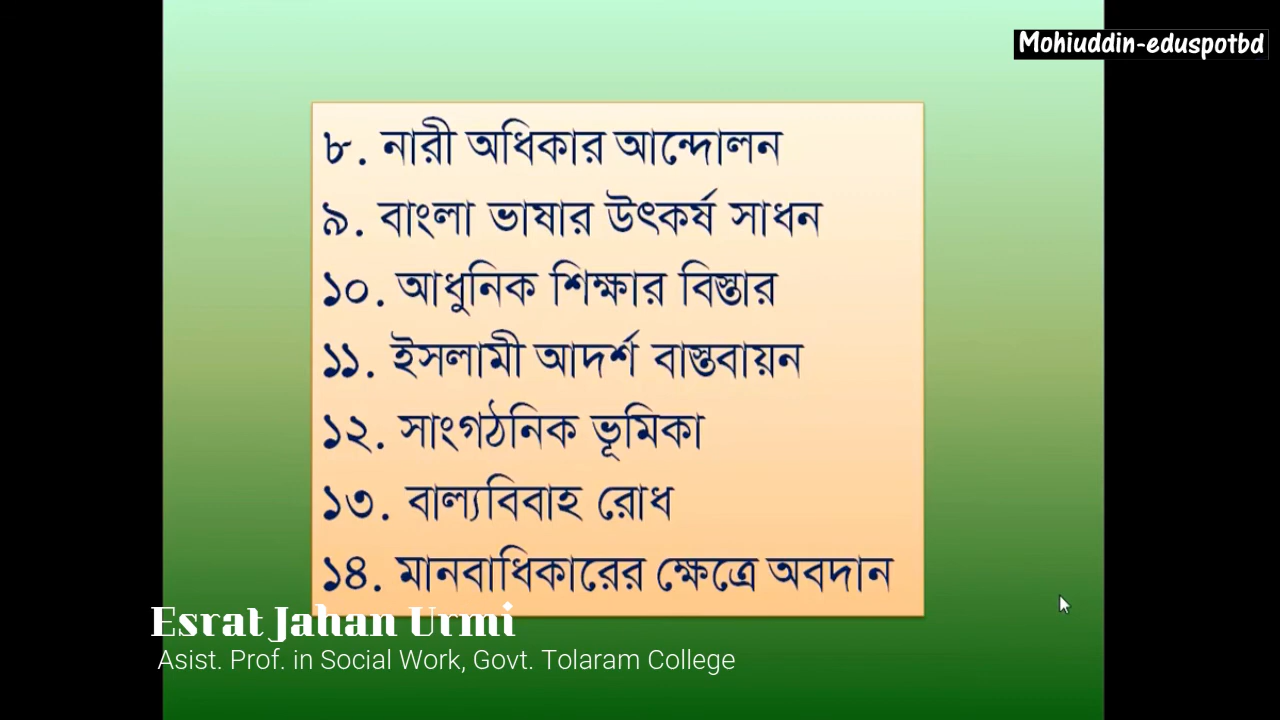 Mohiuddin-eduspotbd
৮. নারী অধিকার আন্দোলন
৯. বাংলা ভাষার উৎকর্ষ সাধন
১০. আধুনিক শিক্ষার বিস্তার
১১. ইসলামী আদর্শ বাস্তবায়ন
১২. সাংগঠনিক ভূমিকা
১৩. বাল্যবিবাহ রোধ
১৪. মানবাধিকারের ক্ষেত্রে অবদান
Esrat Jahan Urmi
Asist. Prof. in Social Work, Govt. Tolaram College